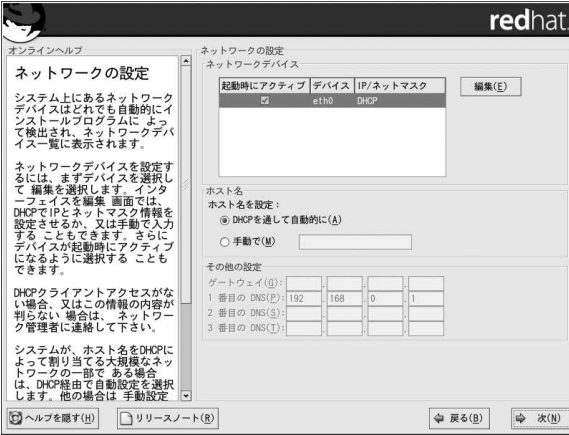 redhat.
オンラインヘルプ
ネットワークの設定
システム上にあるネットワーク
デバイスはどれでも自動的にイ
ンストールプログラムに よっ
て検出され、ネットワークデバ
イス一覧に表示されます。
ネットワークデバイスを設定す
るには、まずデバイスを選択し
て 編集を選択します。インタ
ーフェイスを編集 画面では、
DHCPでIPとネットマスク情報を
設定させるか、又は手動で入力
する こともできます。さらに
デバイスが起動時にアクティブ
になるように選択する ことも
できます。
DHCPクライアントアクセスがな
い場合、又はこの情報の内容が
判らない 場合は、 ネットワー
ク管理者に連絡して下さい。
システムが、ホスト名をDHCPに
よって割り当てる大規模なネッ
トワークの一部で ある場合
は、DHCP経由で自動設定を選択
します。他の場合は 手動設定
ネットワークの設定
ネットワークデバイス
起動時にアクティブ デバイス IP/ネットマスク
eth0 DHCP
編集(E)
ホスト名
ホスト名を設定：
DHCPを通して自動的に(A)
手動で(M)
その他の設定
ゲートウェイ(G): . . .
1 番目の DNS(P): 192 . 168 . 0 . 1
2 番目の DNS(S): . . .
3 番目の DNS(T): . . .
ヘルプを隠す(H) リリースノート(R) 戻る(B) 次(N)